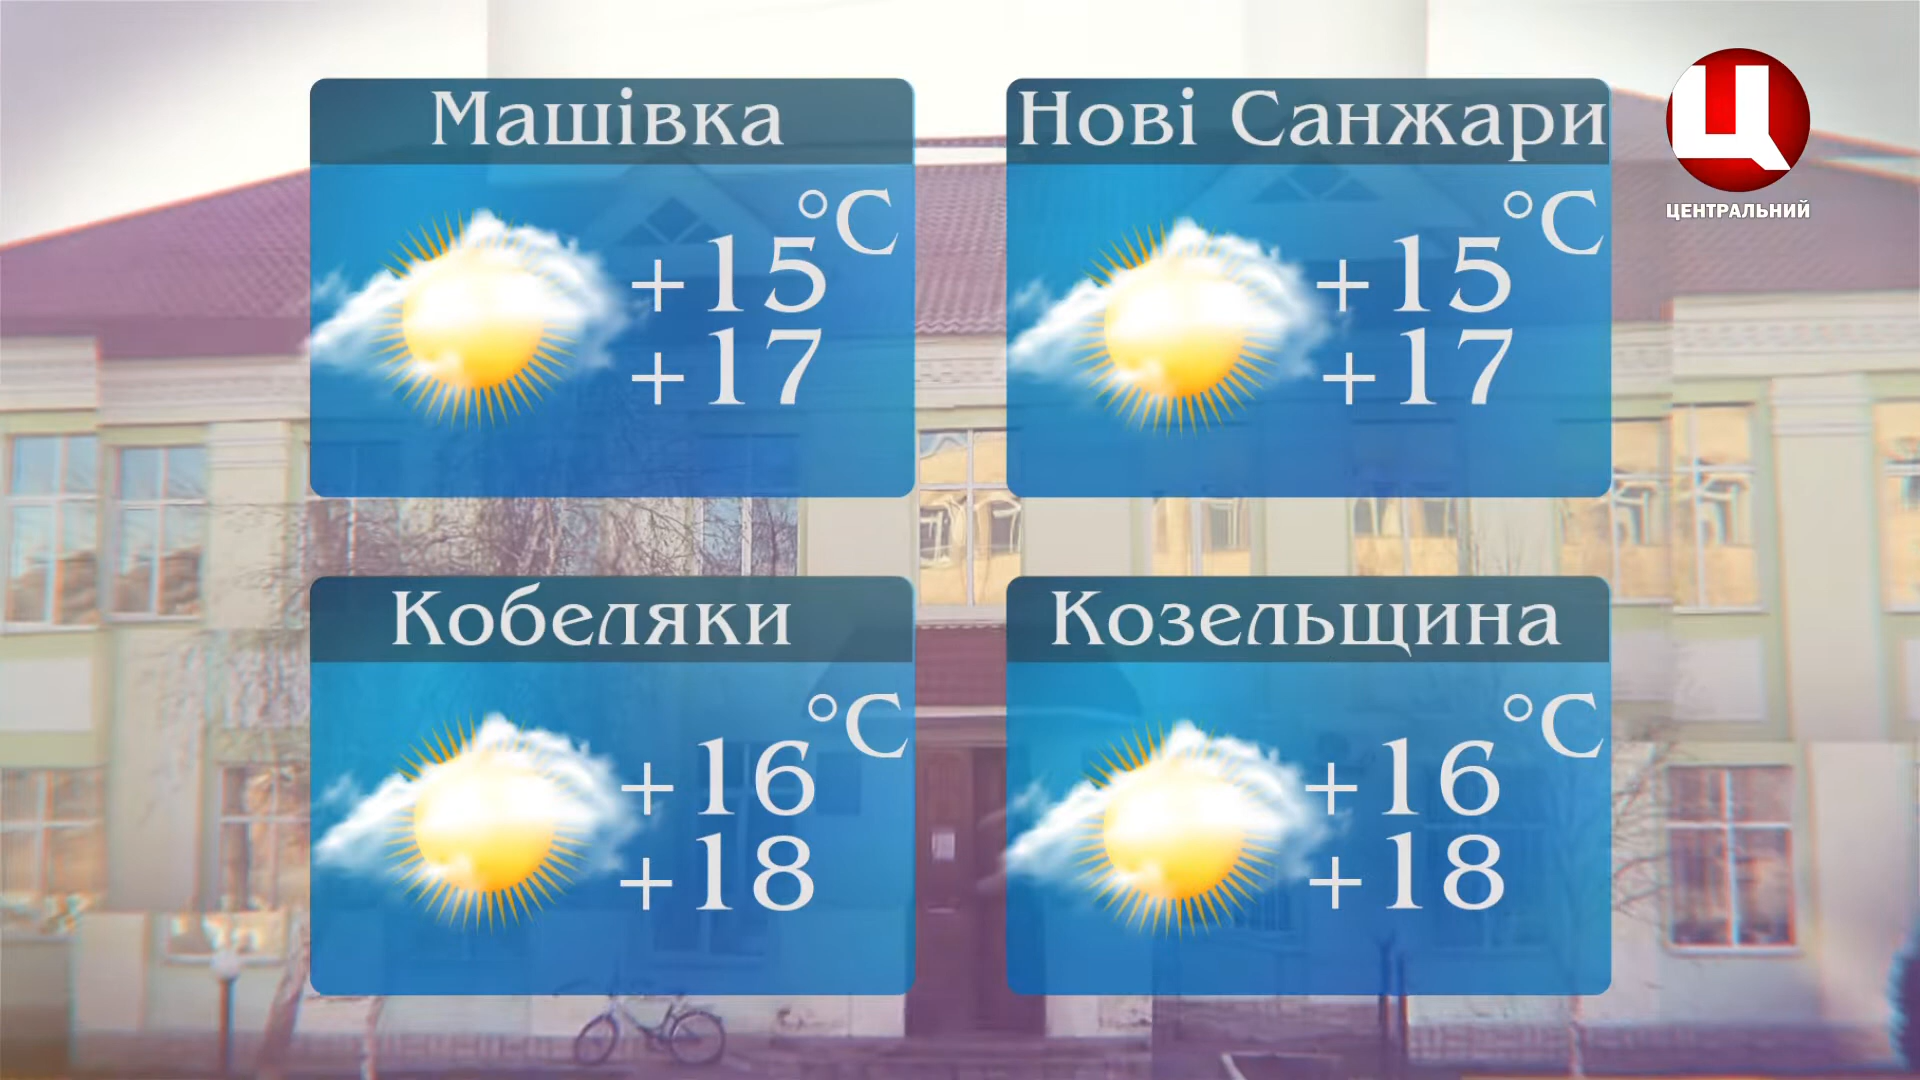 Машівка
°C
+15
+17
Нові Санжари
°C
+15
+17
Ц
ЦЕНТРАЛЬНИЙ
Кобеляки
°C
+16
+18
Козельщина
°C
+16
+18